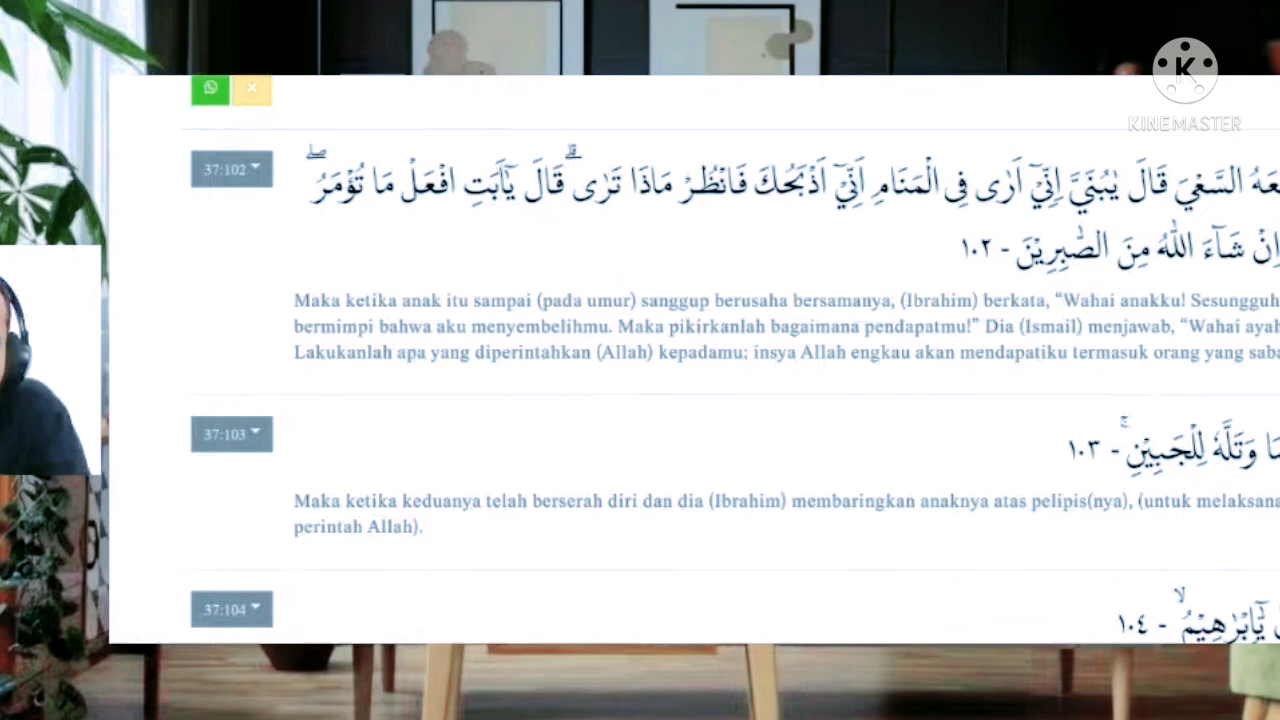 KINEMASTER
37:102
السَّعْيَ قَالَ يٰبُنَيَّ اِنِّيْٓ اَرٰى فِى الْمَنَامِ اَنِّيْٓ اَذْبَحُكَ فَانْظُرْ مَاذَا تَرٰىۗ قَالَ يٰٓاَبَتِ افْعَلْ مَا تُؤْمَرُۖ
اِنْ شَاۤءَ اللّٰهُ مِنَ الصّٰبِرِيْنَ - ١٠٢
Maka ketika anak itu sampai (pada umur) sanggup berusaha bersamanya, (Ibrahim) berkata, “Wahai anakku! Sesungguh
bermimpi bahwa aku menyembelihmu. Maka pikirkanlah bagaimana pendapatmu!” Dia (Ismail) menjawab, “Wahai ayah
Lakukanlah apa yang diperintahkan (Allah) kepadamu; insya Allah engkau akan mendapatiku termasuk orang yang saba
37:103
وَتَلَّهٗ لِلْجَبِيْنِۚ - ١٠٣
Maka ketika keduanya telah berserah diri dan dia (Ibrahim) membaringkan anaknya atas pelipis(nya), (untuk melaksana
perintah Allah).
37:104
يّٰٓاِبْرٰهِيْمُۙ - ١٠٤